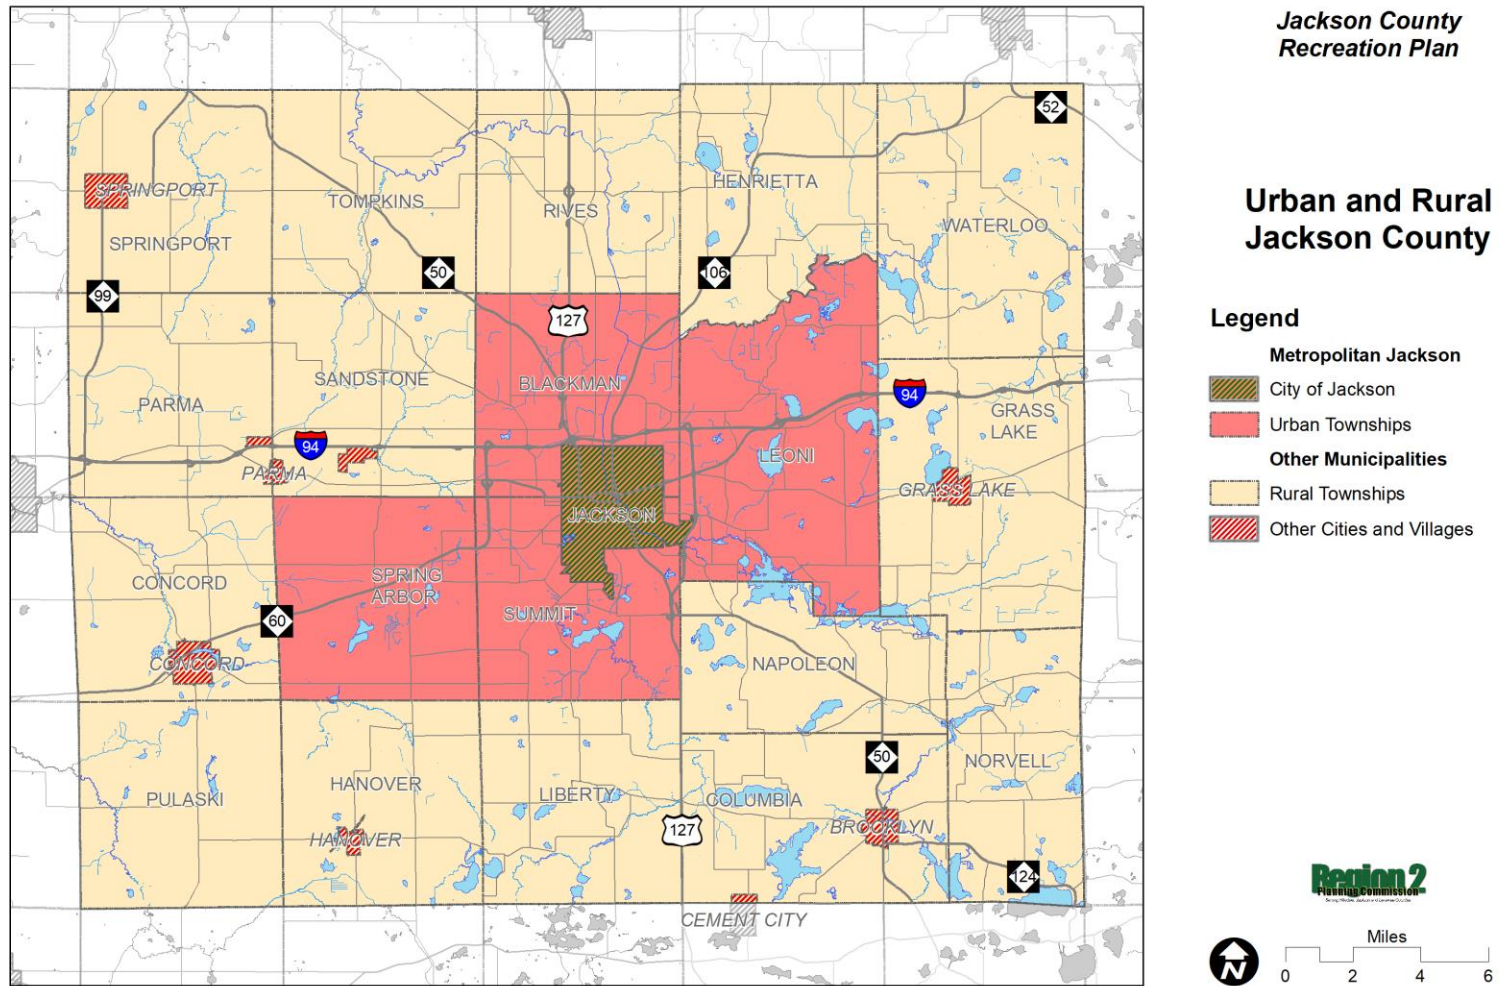 Jackson County
Recreation Plan
Urban and Rural
Jackson County
Legend
Metropolitan Jackson
City of Jackson
Urban Townships
Other Municipalities
Rural Townships
Other Cities and Villages
52
HENRIETTA
SPRINGPORT
TOMPKINS
RIVES
WATERLOO
SPRINGPORT
50
106
99
127
SANDSTONE
BLACKMAN
94
PARMA
GRASS
LAKE
94
LEONI
PARMA
GRASS LAKE
JACKSON
CONCORD
SPRING
ARBOR
SUMMIT
60
CONCORD
NAPOLEON
50
NORVELL
HANOVER
PULASKI
LIBERTY
COLUMBIA
127
BROOKLYN
HANOVER
124
CEMENT CITY
Region 2
Planning Commission
N
Miles
0 2 4 6